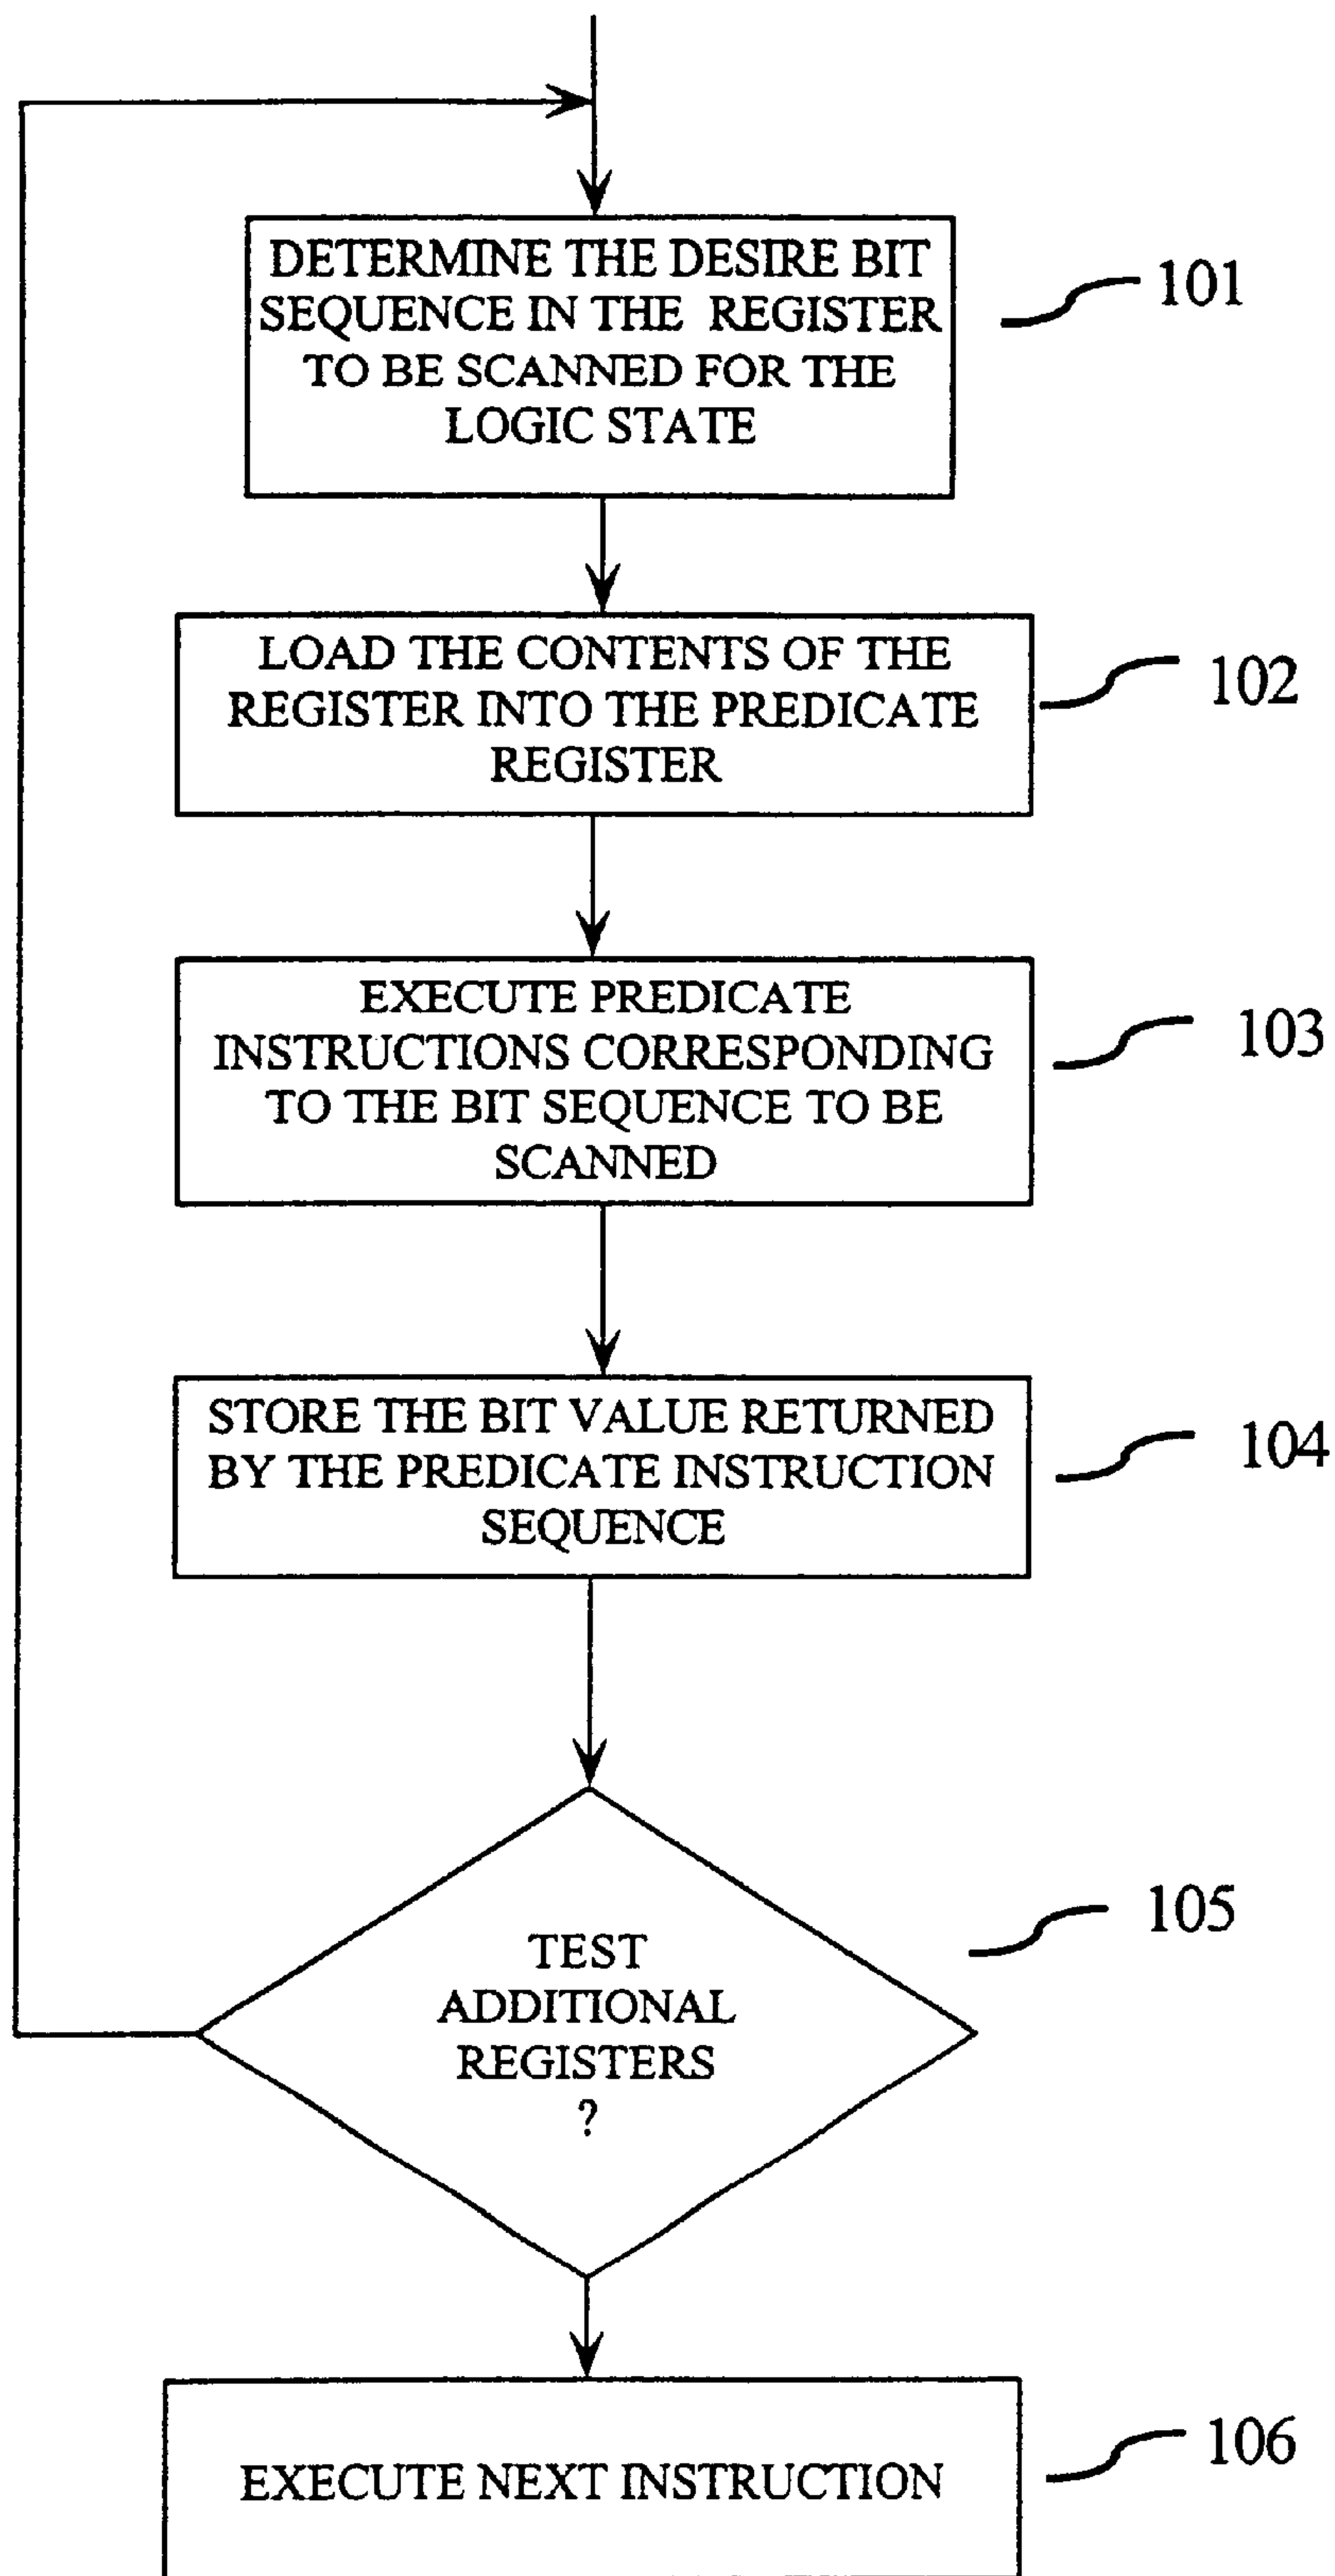 DETERMINE THE DESIRE BIT
SEQUENCE IN THE REGISTER
TO BE SCANNED FOR THE
LOGIC STATE
101
LOAD THE CONTENTS OF THE
REGISTER INTO THE PREDICATE
REGISTER
102
EXECUTE PREDICATE
INSTRUCTIONS CORRESPONDING
TO THE BIT SEQUENCE TO BE
SCANNED
103
STORE THE BIT VALUE RETURNED
BY THE PREDICATE INSTRUCTION
SEQUENCE
104
TEST
ADDITIONAL
REGISTERS
?
105
EXECUTE NEXT INSTRUCTION
106